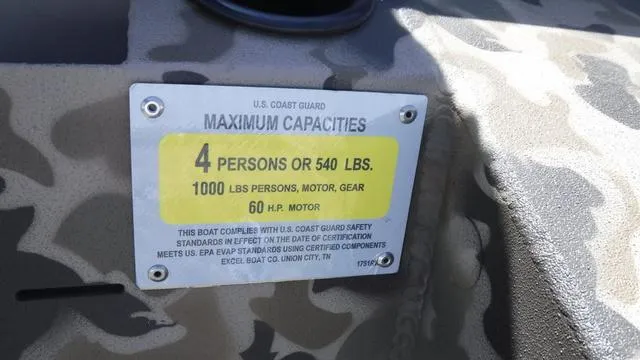 U.S. COAST GUARD
MAXIMUM CAPACITIES
4 PERSONS OR 540 LBS.
1000 LBS PERSONS, MOTOR, GEAR
60 H.P. MOTOR
THIS BOAT COMPLIES WITH U.S. COAST GUARD SAFETY
STANDARDS IN EFFECT ON THE DATE OF CERTIFICATION
MEETS US. EPA EVAP STANDARDS USING CERTIFIED COMPONENTS
EXCEL BOAT CO. UNION CITY, TN